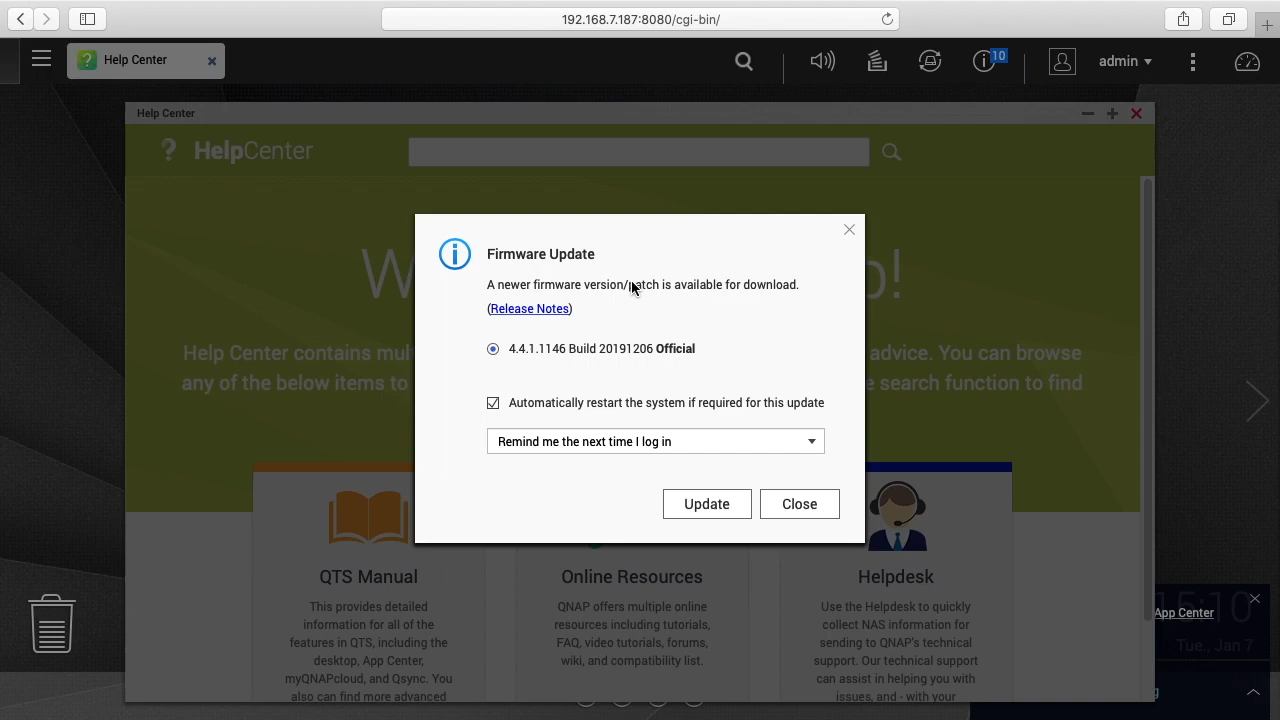 192.168.7.187:8080/cgi-bin/
Help Center
10
admin
Help Center
HelpCenter
Firmware Update
A newer firmware version/patch is available for download.
(Release Notes)
4.4.1.1146 Build 20191206 Official
Automatically restart the system if required for this update
Remind me the next time I log in
Update
Close
Help Center contains
advice. You can browse
any of the below items to
search function to find
QTS Manual
This provides detailed
information for all of the
features in QTS, including the
desktop, App Center,
myQNAPcloud, and Qsync. You
also can find more advanced
Online Resources
QNAP offers multiple online
resources including tutorials,
FAQ, video tutorials, forums,
wiki, and compatibility list.
Helpdesk
Use the Helpdesk to quickly
collect NAS information for
sending to QNAP's technical
support. Our technical support
can assist in helping you with
issues, and - with your
15:10
App Center
Tue., Jan 7